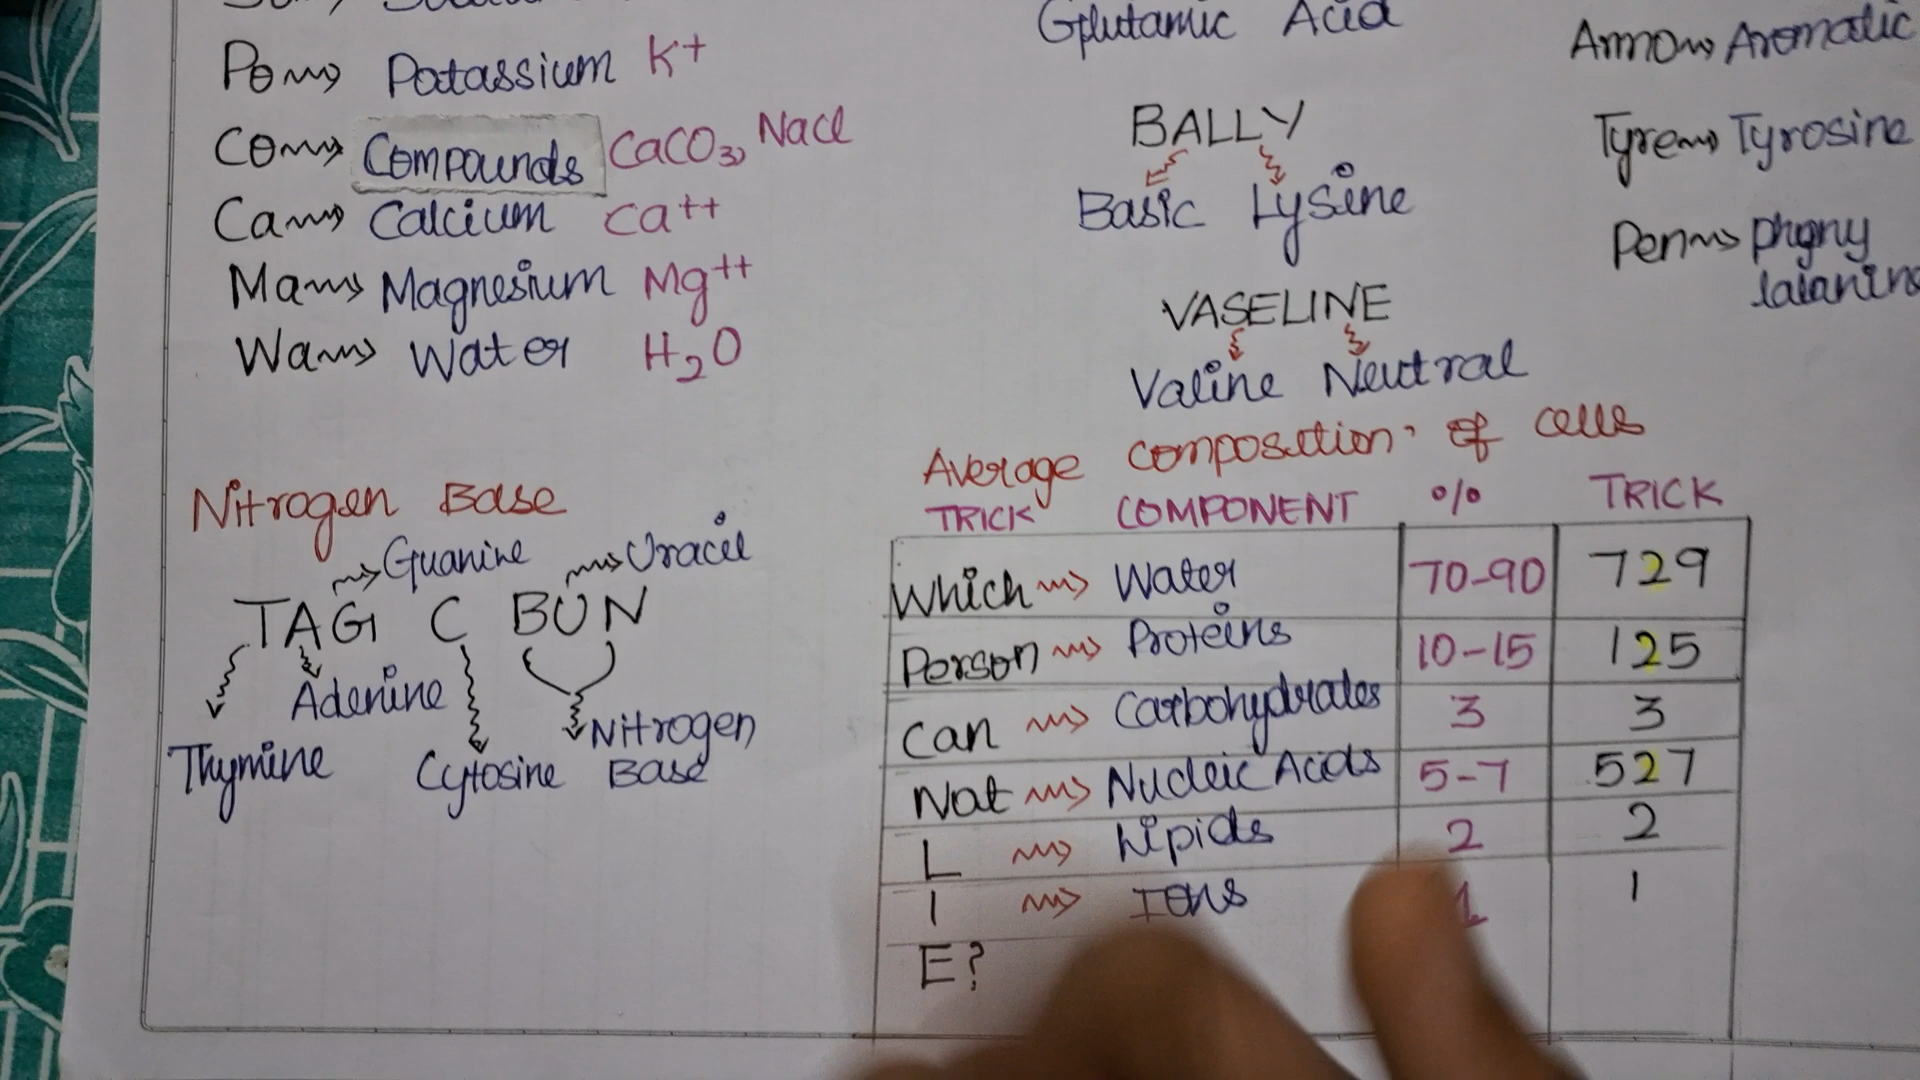 Po → Patassium K+
Co → Compounds CaCO3, Nacl
Ca → Calcium Ca++
Ma → Magnesium Mg++
Wa → Water H2O
Nitrogen Base
Guanine Uracil
TAG C BUN
Adenine
Thymine Cytosine Nitrogen Base
Glutamic Acid
BALLY
Basic Lysine
VASELINE
Valine Neutral
Arrow → Aromatic
Tyre → Tyrosine
Pen →
Average composition of cells
TRICK COMPONENT % TRICK
Which → Water 70-90 729
Person → Proteins 10-15 125
Can → Carbohydrates 3 3
Not → Nucleic Acids 5-7 527
L → Lipids 2 2
I → Ions 1 1
E?